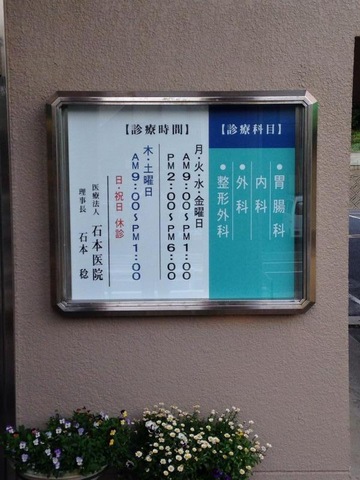 【診療科目】
●胃腸科
内科
●外科
●整形外科
【診療時間】
月・火・水・金曜日
AM9:00〜PM1:00
PM2:00〜PM6:00
木・土曜日
AM9:00〜PM1:00
日・祝日 休診
医療法人 石本医院
理事長 石本 稔